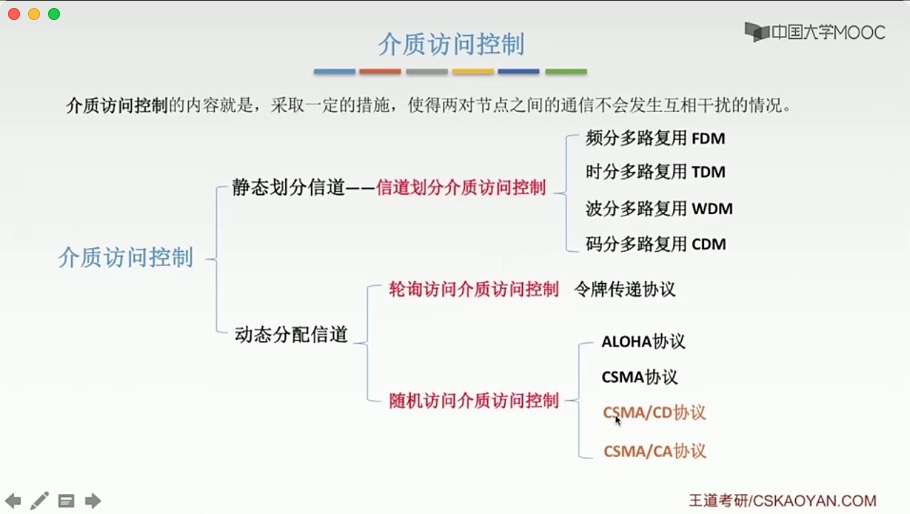 中国大学MOOC
介质访问控制
介质访问控制的内容就是，采取一定的措施，使得两对节点之间的通信不会发生互相干扰的情况。
频分多路复用 FDM
静态划分信道——信道划分介质访问控制
时分多路复用 TDM
波分多路复用 WDM
码分多路复用 CDM
介质访问控制
轮询访问介质访问控制 令牌传递协议
动态分配信道
ALOHA协议
CSMA协议
随机访问介质访问控制
CSMA/CD协议
CSMA/CA协议
王道考研/CSKAOYAN.COM